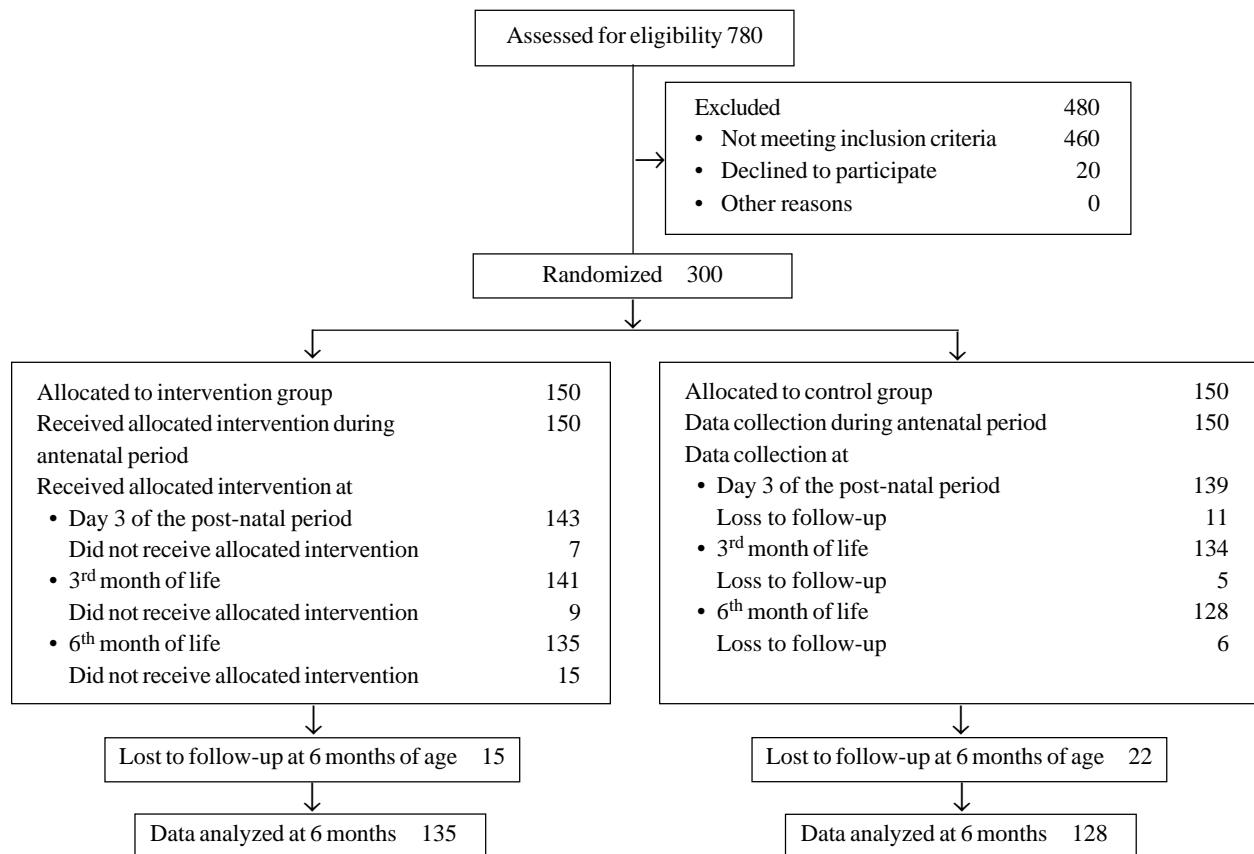 Assessed for eligibility 780
Excluded 480
• Not meeting inclusion criteria 460
• Declined to participate 20
• Other reasons 0
Randomized 300
Allocated to intervention group 150
Received allocated intervention during 150
antenatal period
Received allocated intervention at
• Day 3 of the post-natal period 143
Did not receive allocated intervention 7
• 3rd month of life 141
Did not receive allocated intervention 9
• 6th month of life 135
Did not receive allocated intervention 15
Allocated to control group 150
Data collection during antenatal period 150
Data collection at
• Day 3 of the post-natal period 139
Loss to follow-up 11
• 3rd month of life 134
Loss to follow-up 5
• 6th month of life 128
Loss to follow-up 6
Lost to follow-up at 6 months of age 15
Lost to follow-up at 6 months of age 22
Data analyzed at 6 months 135
Data analyzed at 6 months 128